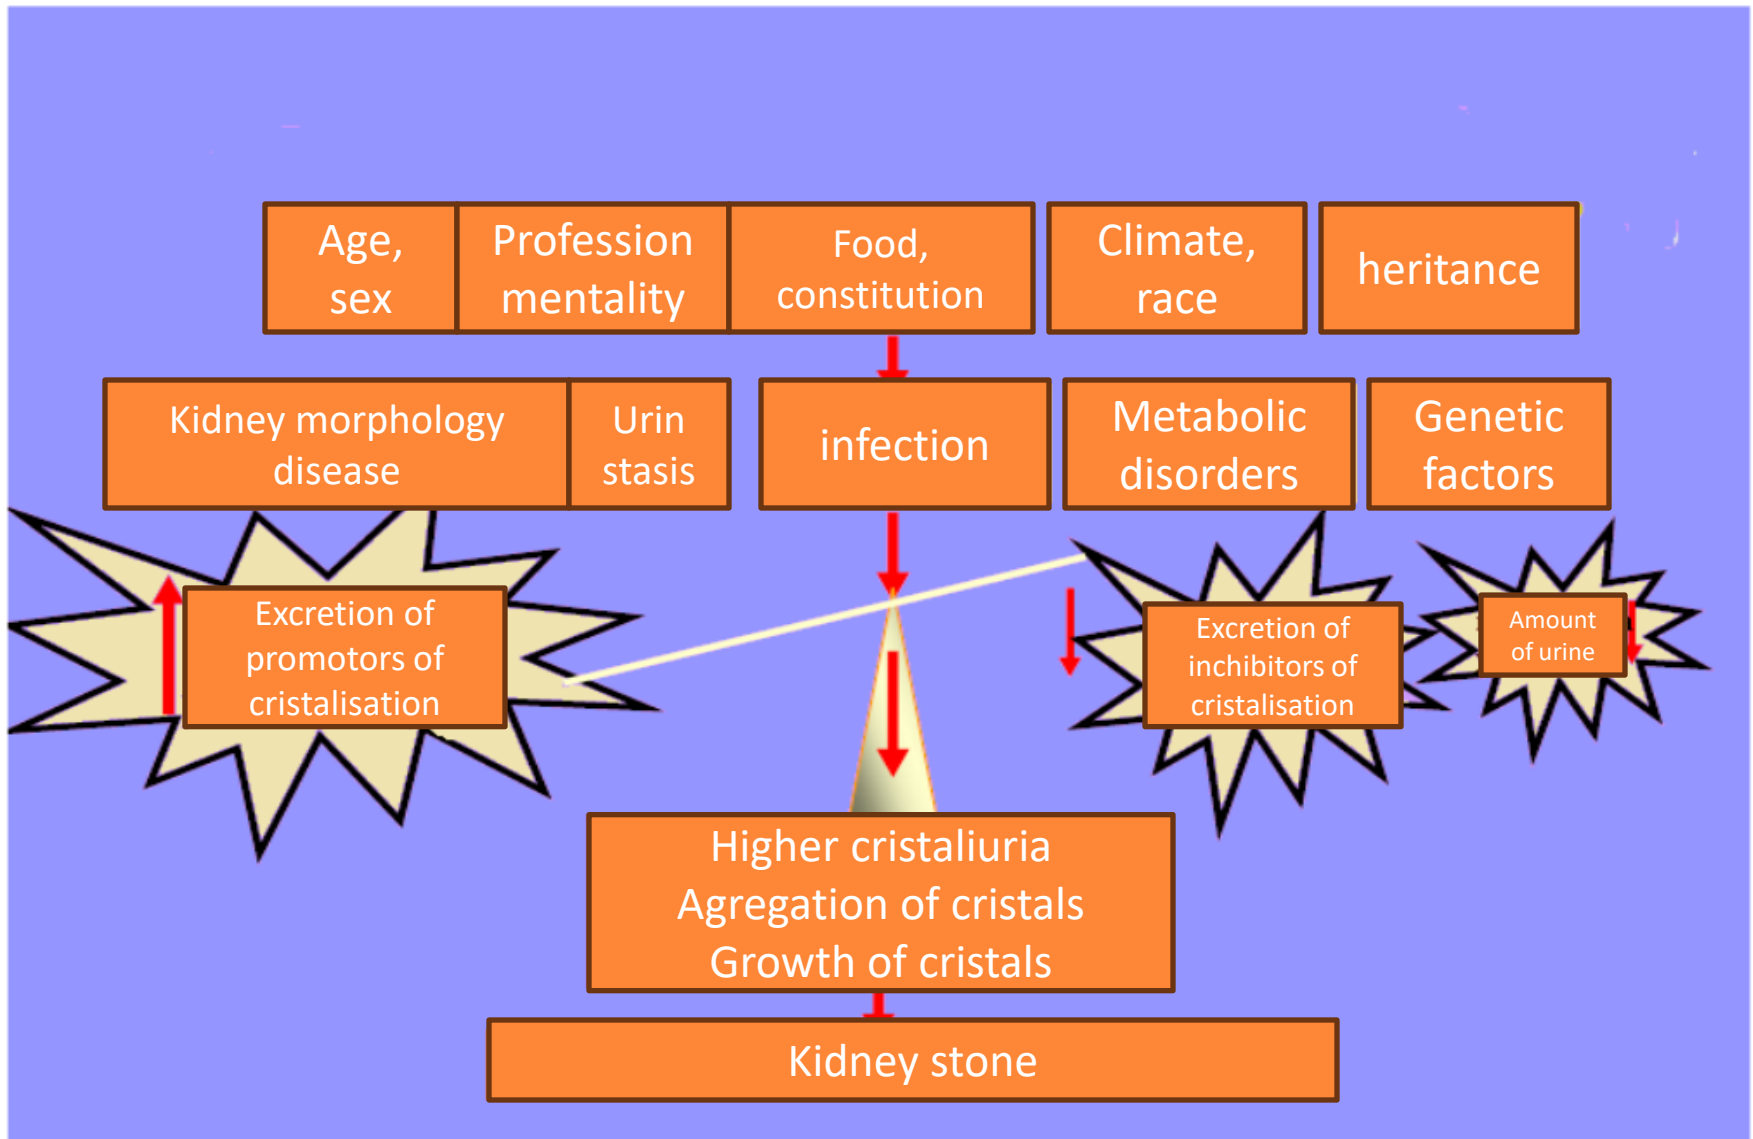 Age,
sex
Profession
mentality
Food,
constitution
Climate,
race
heritance
Kidney morphology
disease
Urin
stasis
infection
Metabolic
disorders
Genetic
factors
Excretion of
promotors of
cristalisation
Excretion of
inchibitors of
cristalisation
Amount
of urine
Higher cristaliuria
Agregation of cristals
Growth of cristals
Kidney stone